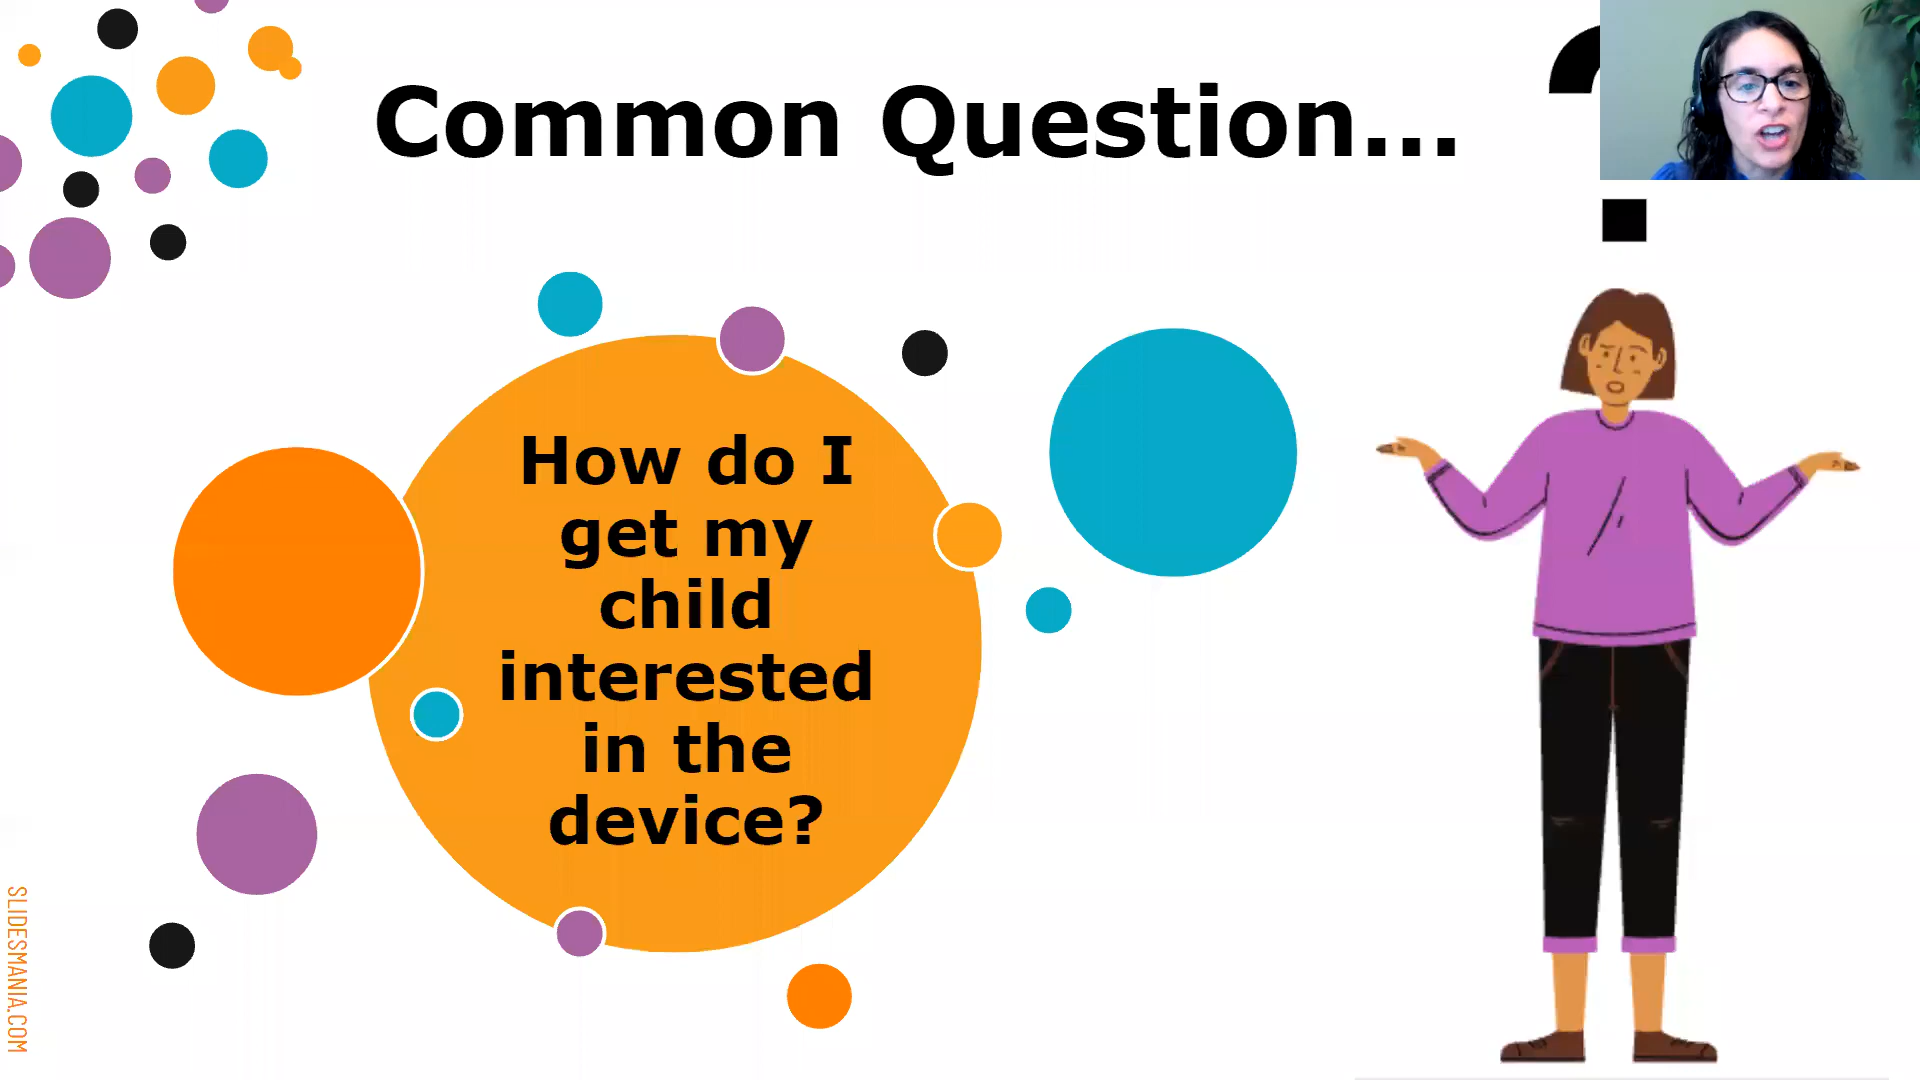 Common Question...
How do I
get my
child
interested
in the
device?
SLIDESMANIA.COM